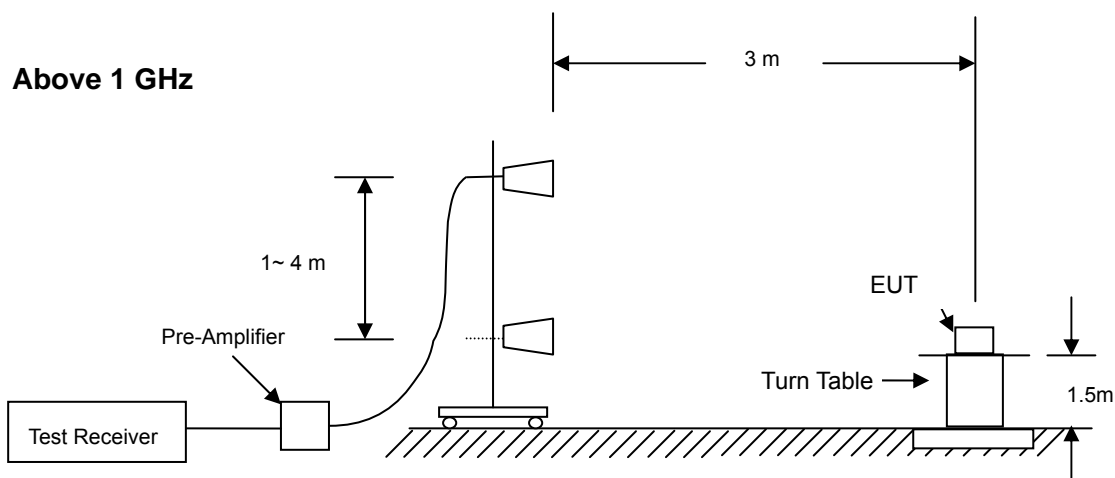 3 m
Above 1 GHz
1~ 4 m
EUT
Pre-Amplifier
Turn Table
1.5m
Test Receiver